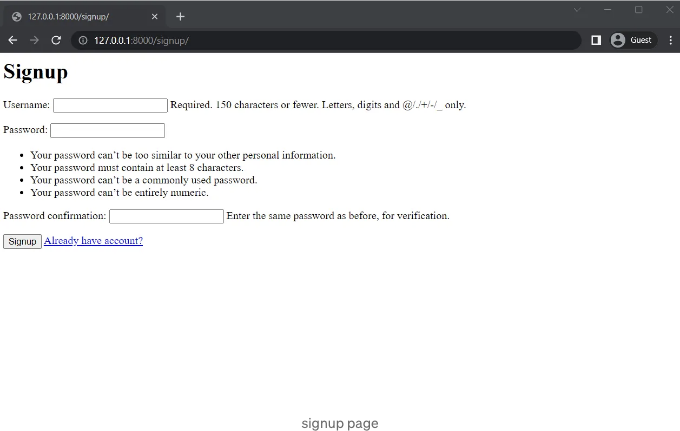 127.0.0.1:8000/signup/
127.0.0.1:8000/signup/
Guest
Signup
Username: Required. 150 characters or fewer. Letters, digits and @/./+/-/_ only.
Password:
• Your password can't be too similar to your other personal information.
• Your password must contain at least 8 characters.
• Your password can't be a commonly used password.
• Your password can't be entirely numeric.
Password confirmation: Enter the same password as before, for verification.
Signup Already have account?
signup page